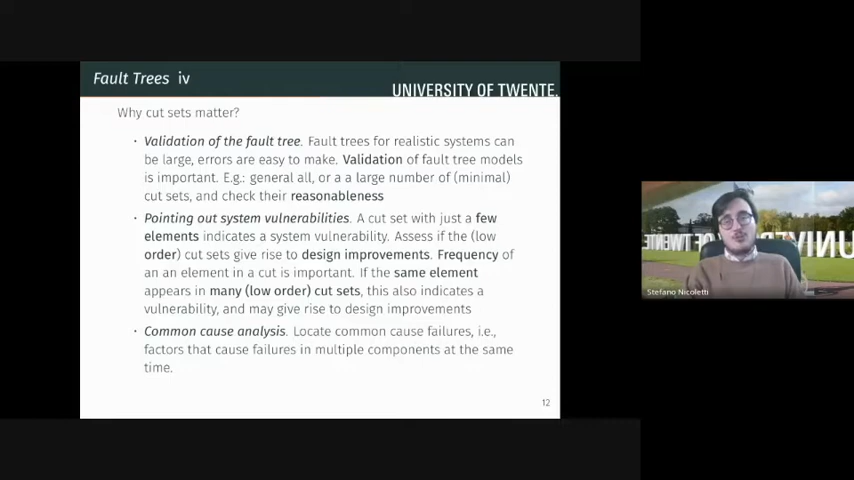 Fault Trees iv
UNIVERSITY OF TWENTE.
Why cut sets matter?
· Validation of the fault tree. Fault trees for realistic systems can
be large, errors are easy to make. Validation of fault tree models
is important. E.g.: general all, or a a large number of (minimal)
cut sets, and check their reasonableness
· Pointing out system vulnerabilities. A cut set with just a few
elements indicates a system vulnerability. Assess if the (low
order) cut sets give rise to design improvements. Frequency of
an an element in a cut is important. If the same element
appears in many (low order) cut sets, this also indicates a
vulnerability, and may give rise to design improvements
· Common cause analysis. Locate common cause failures, i.e.,
factors that cause failures in multiple components at the same
time.
12
Stefano Nicoletti